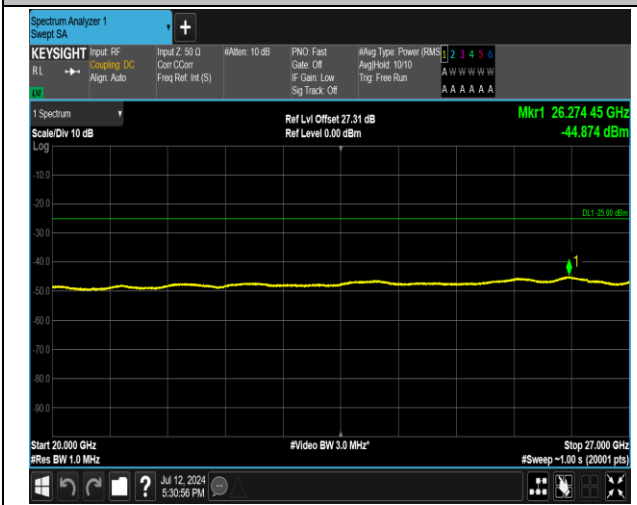 Spectrum Analyzer 1
Swept SA
+
KEYSIGHT Input: RF Input Z: 50 Ω #Atten: 10 dB PNO: Fast #Avg Type: Power (RMS 1 2 3 4 5 6
RL Coupling: DC Corr CCorr Gate: Off Avg|Hold: 10/10 A W W W W W
Align: Auto Freq Ref: Int (S) IF Gain: Low Trig: Free Run
Sig Track: Off A A A A A A
LXI
1 Spectrum
Ref Lvl Offset 27.31 dB Mkr1 26.274 45 GHz
Scale/Div 10 dB Ref Level 0.00 dBm -44.874 dBm
Log
-10.0
-20.0
DL1 -25.00 dBm
-30.0
-40.0
1
-50.0
-60.0
-70.0
-80.0
-90.0
Start 20.000 GHz #Video BW 3.0 MHz* Stop 27.000 GHz
#Res BW 1.0 MHz #Sweep ~1.00 s (20001 pts)
? Jul 12, 2024
5:30:56 PM